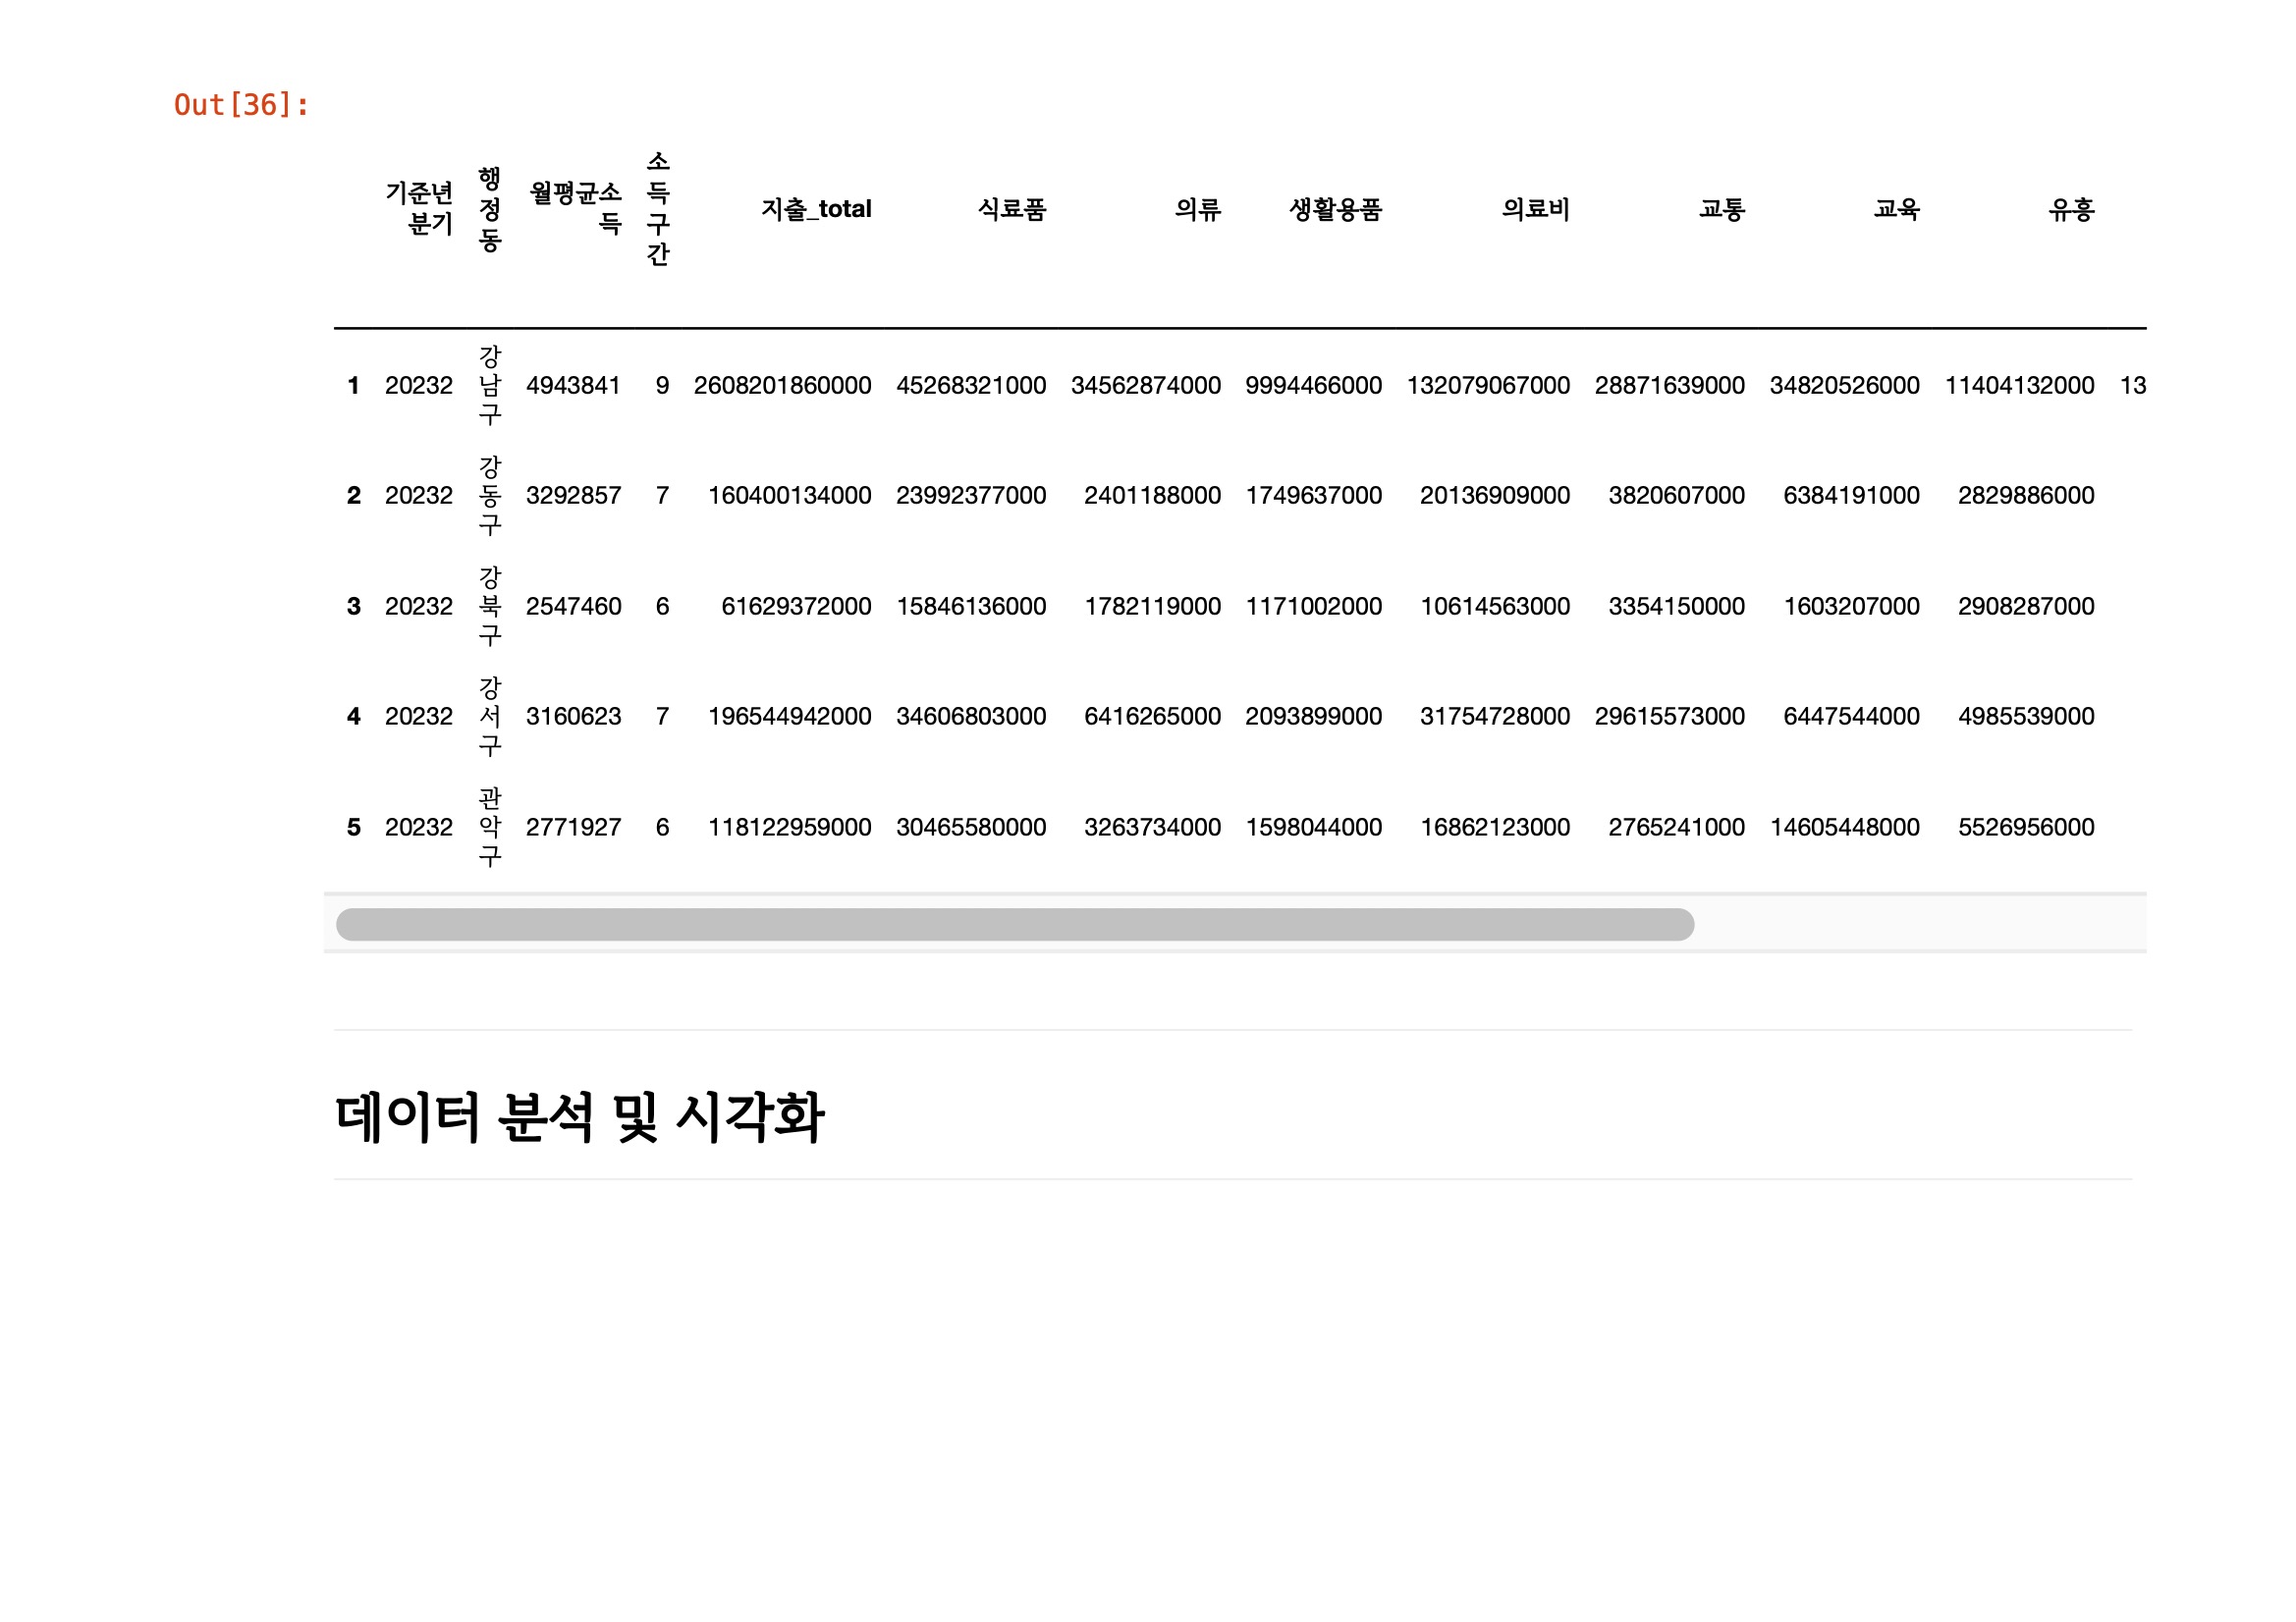 Out[36]:
기준년분기 행정동 월평균소득 소득구간 지출_total 식료품 의류 생활용품 의료비 교통 교육 유흥
1 20232 강남구 4943841 9 2608201860000 45268321000 34562874000 9994466000 132079067000 28871639000 34820526000 11404132000 13
2 20232 강동구 3292857 7 160400134000 23992377000 2401188000 1749637000 20136909000 3820607000 6384191000 2829886000
3 20232 강북구 2547460 6 61629372000 15846136000 1782119000 1171002000 10614563000 3354150000 1603207000 2908287000
4 20232 강서구 3160623 7 196544942000 34606803000 6416265000 2093899000 31754728000 29615573000 6447544000 4985539000
5 20232 관악구 2771927 6 118122959000 30465580000 3263734000 1598044000 16862123000 2765241000 14605448000 5526956000
데이터 분석 및 시각화